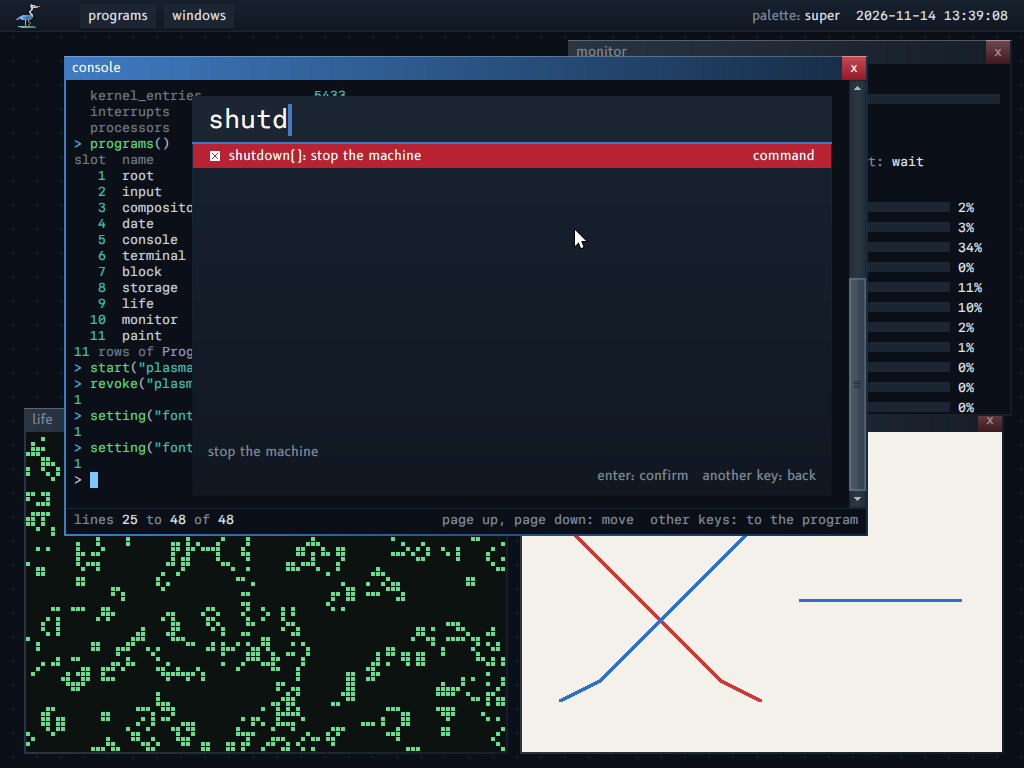 programs windows palette: super 2026-11-14 13:39:08
monitor x
console x
kernel_entries 5433
interrupts
processors
> programs()
slot name
1 root
2 input
3 composito
4 date
5 console
6 terminal
7 block
8 storage
9 life
10 monitor
11 paint
11 rows of Prog
> start("plasma
> revoke("plasm
1
> setting("font
1
> setting("font
1
>
lines 25 to 48 of 48 page up, page down: move other keys: to the program
shutd
shutdown[]: stop the machine command
stop the machine
enter: confirm another key: back
t: wait
2%
3%
34%
0%
11%
10%
2%
1%
0%
0%
0%
life
x